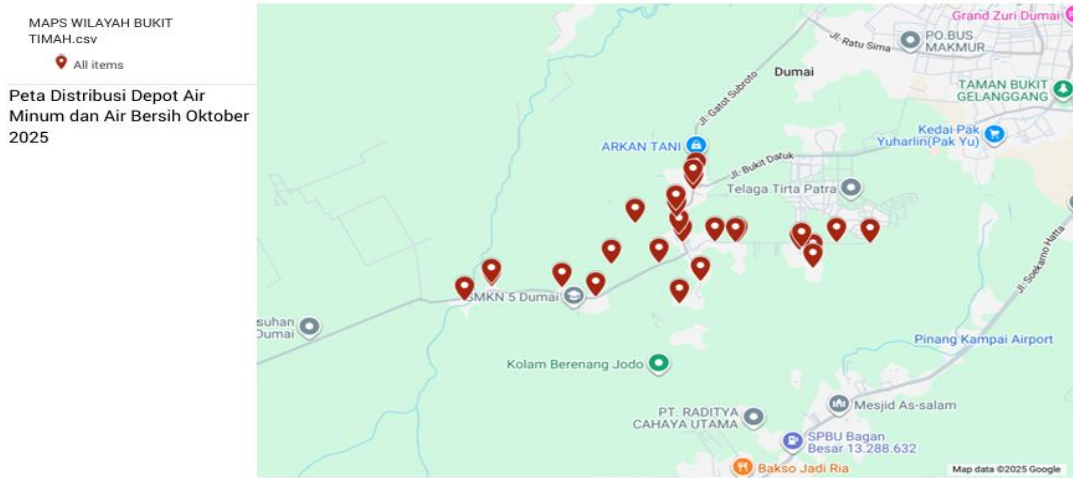 MAPS WILAYAH BUKIT
TIMAH.csv
All items
Peta Distribusi Depot Air
Minum dan Air Bersih Oktober
2025
Grand Zuri Dumai
PO.BUS
MAKMUR...
Jl. Ratu Sima
Dumai
TAMAN BUKIT
GELANGGANG
Jl. Gatot Subroto
Kedai Pak
Yuharlin(Pak Yu)
ARKAN TANI
Jl. Bukit Datuk
Telaga Tirta Patra
Jl. Soekarno Hatta
SMKN 5 Dumai
suhan
Dumai
Pinang Kampai Airport
Kolam Berenang Jodo
Mesjid As-salam
PT. RADITYA
CAHAYA UTAMA
SPBU Bagan
Besar 13.288.632
Bakso Jadi Ria
Map data ©2025 Google